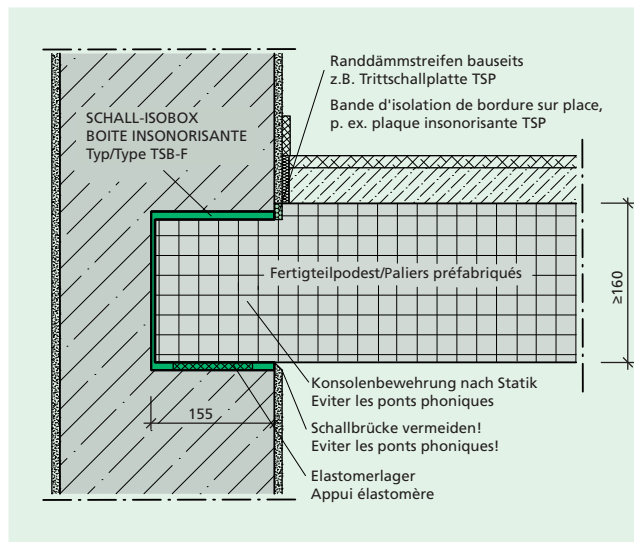 Randdämmstreifen bauseits
z.B. Trittschallplatte TSP
Bande d'isolation de bordure sur place,
p. ex. plaque insonorisante TSP
SCHALL-ISOBOX
BOITE INSONORISANTE
Typ/Type TSB-F
Fertigteilpodest/Paliers préfabriqués
≥160
Konsolenbewehrung nach Statik
Eviter les ponts phoniques
155
Schallbrücke vermeiden!
Eviter les ponts phoniques!
Elastomerlager
Appui élastomère